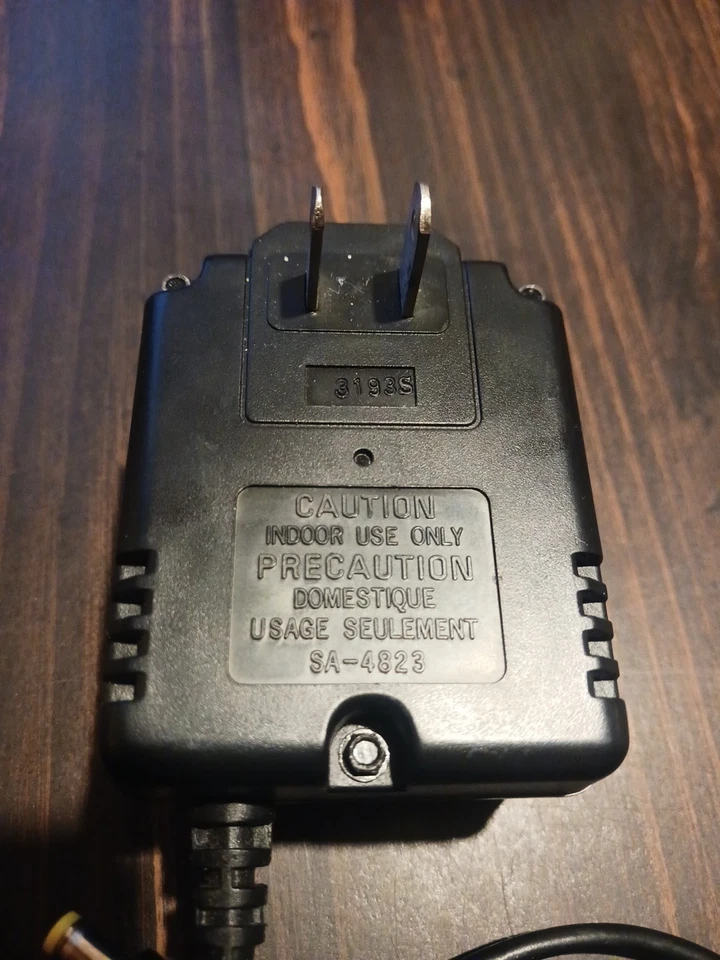 3193S
CAUTION
INDOOR USE ONLY
PRECAUTION
DOMESTIQUE
USAGE SEULEMENT
SA-4823